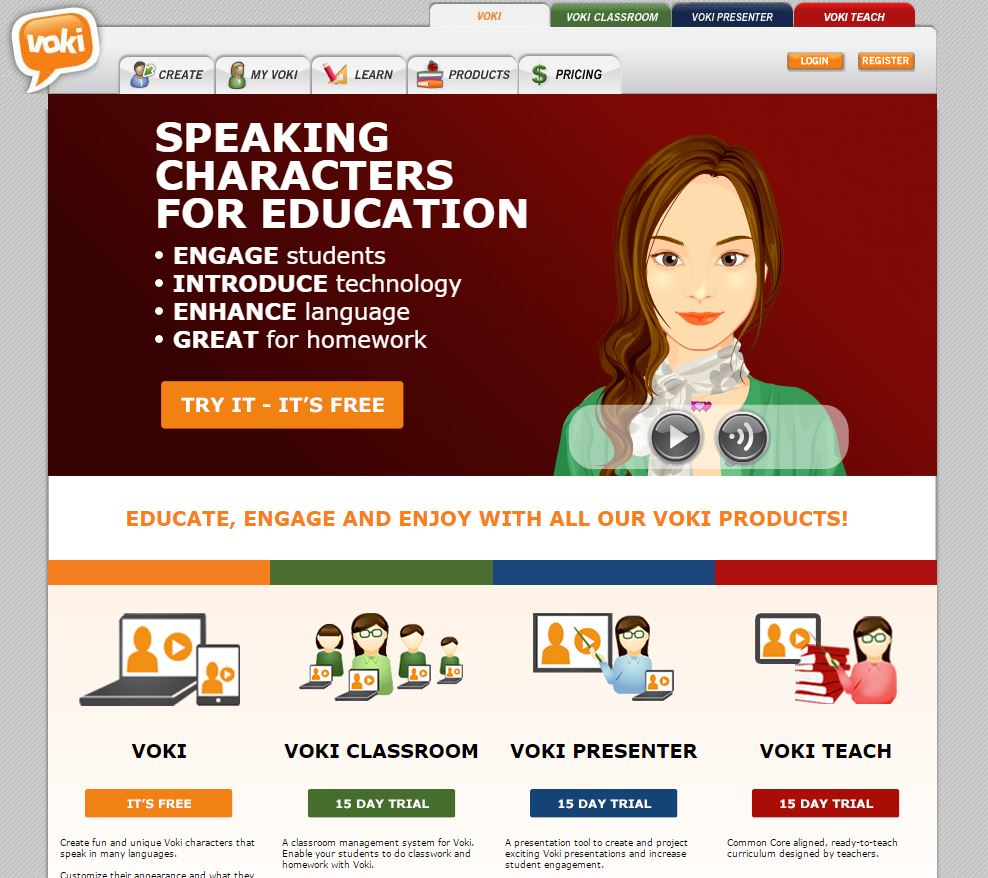 VOKI
VOKI CLASSROOM
VOKI PRESENTER
VOKI TEACH
voki
CREATE
MY VOKI
LEARN
PRODUCTS
$ PRICING
LOGIN
REGISTER
SPEAKING
CHARACTERS
FOR EDUCATION
• ENGAGE students
• INTRODUCE technology
• ENHANCE language
• GREAT for homework
TRY IT - IT'S FREE
EDUCATE, ENGAGE AND ENJOY WITH ALL OUR VOKI PRODUCTS!
VOKI
IT'S FREE
Create fun and unique Voki characters that
speak in many languages.
Customize their appearance and what they
VOKI CLASSROOM
15 DAY TRIAL
A classroom management system for Voki.
Enable your students to do classwork and
homework with Voki.
VOKI PRESENTER
15 DAY TRIAL
A presentation tool to create and project
exciting Voki presentations and increase
student engagement.
VOKI TEACH
15 DAY TRIAL
Common Core aligned, ready-to-teach
curriculum designed by teachers.